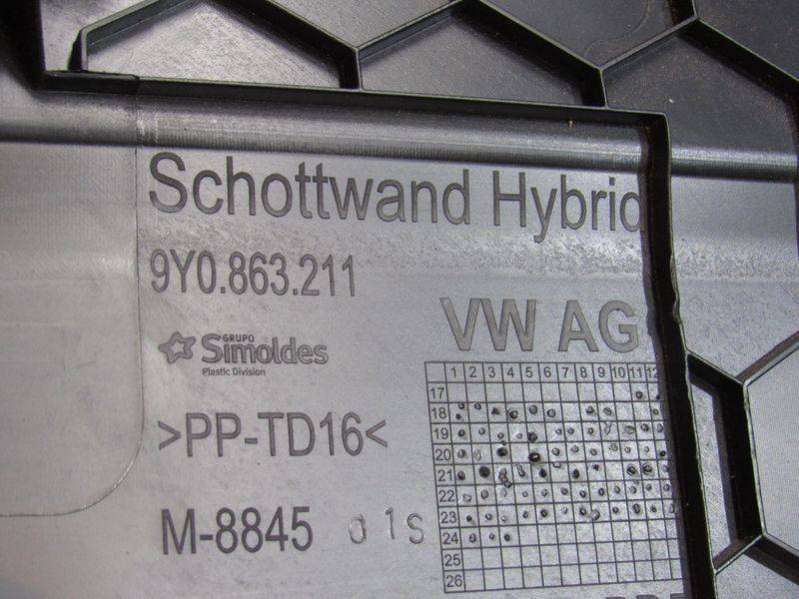 Schottwand Hybrid
9Y0.863.211
VW AG
GRUPO
Simoldes
Plastic Division
>PP-TD16<
M-8845 01S
1 2 3 4 5 6 7 8 9 10 11 12
17
18
19
20
21
22
23
24
25
26